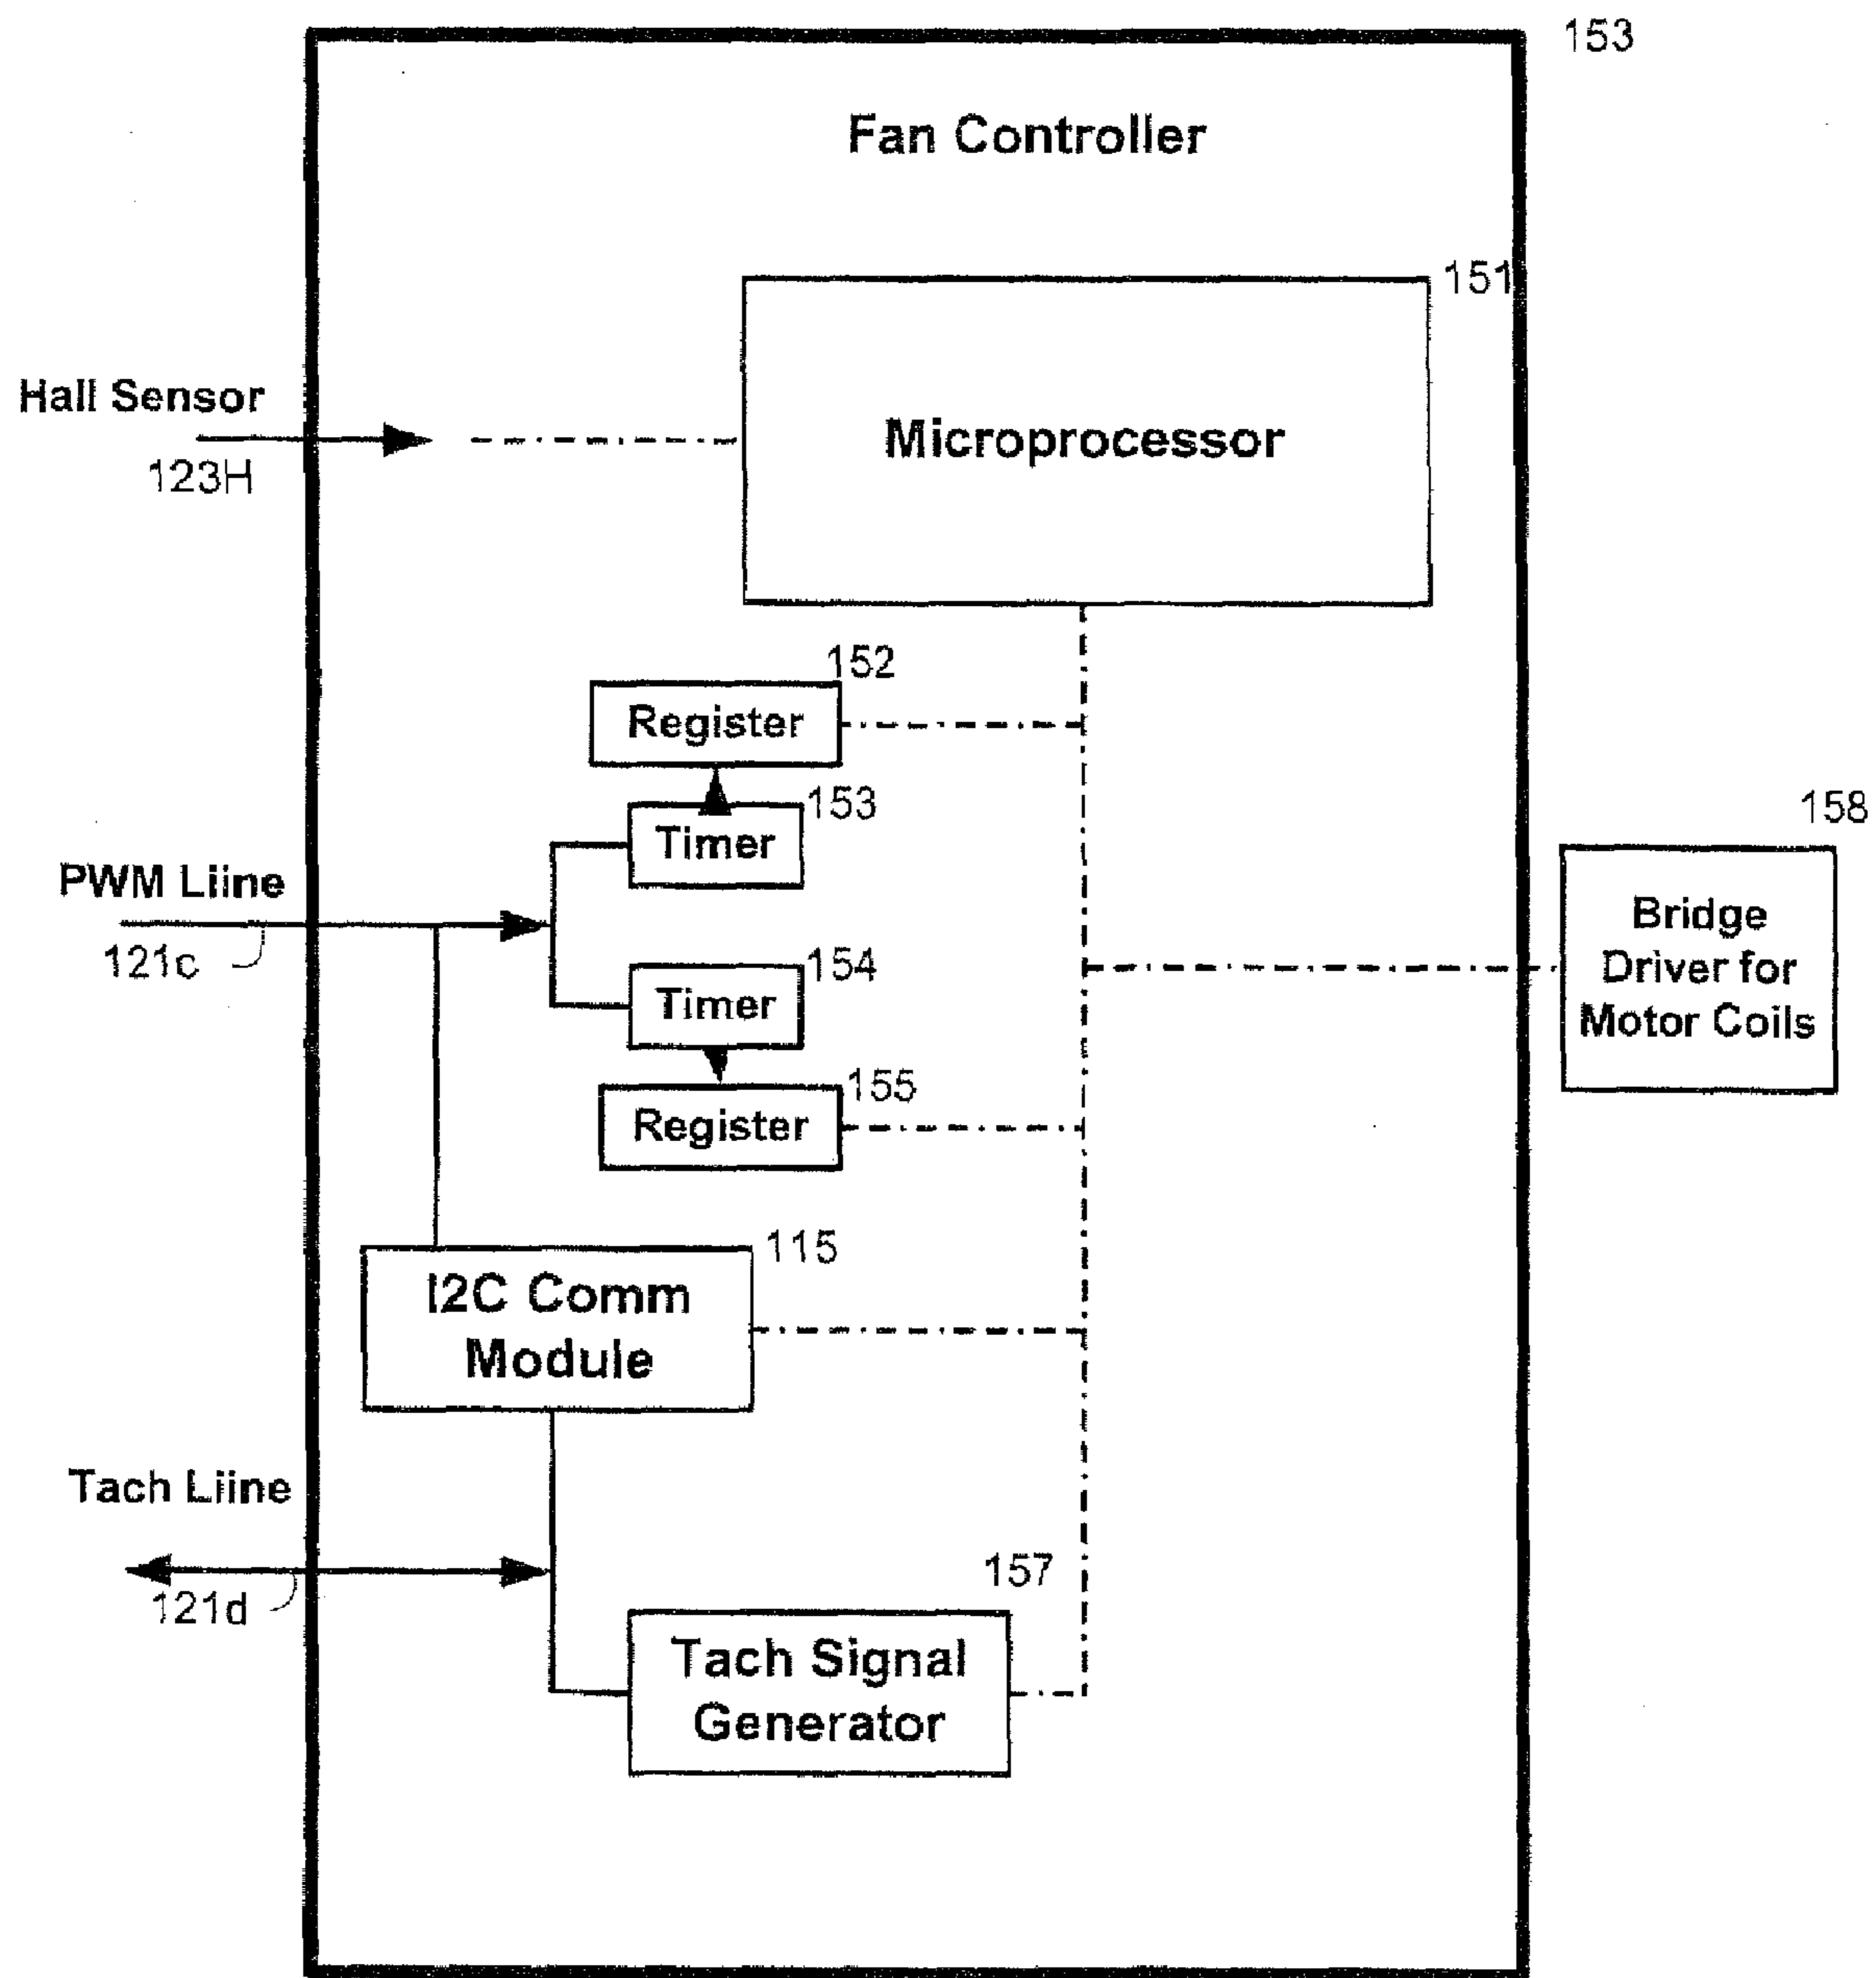 153
Fan Controller
151
Hall Sensor
123H
Microprocessor
152
Register
153
Timer
158
PWM Liine
121c
154
Timer
Bridge
Driver for
Motor Coils
155
Register
115
I2C Comm
Module
Tach Liine
121d
157
Tach Signal
Generator